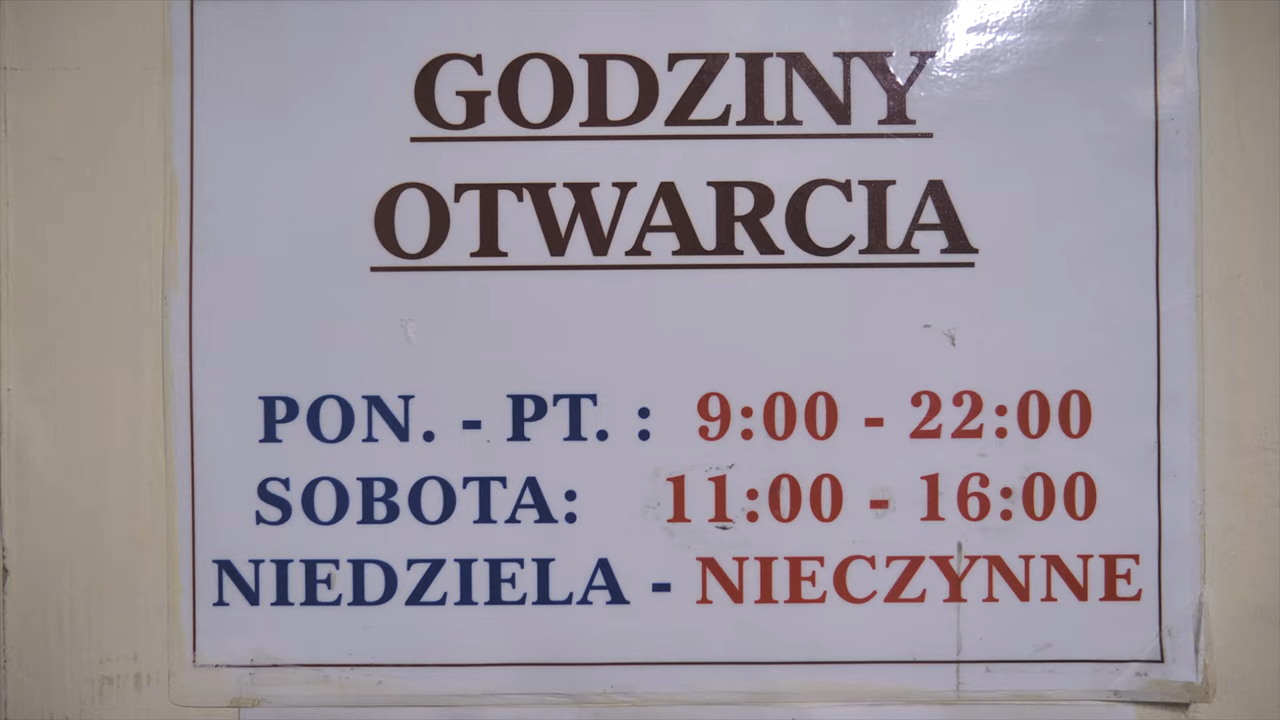 GODZINY
OTWARCIA
PON. - PT. : 9:00 - 22:00
SOBOTA: 11:00 - 16:00
NIEDZIELA - NIECZYNNE